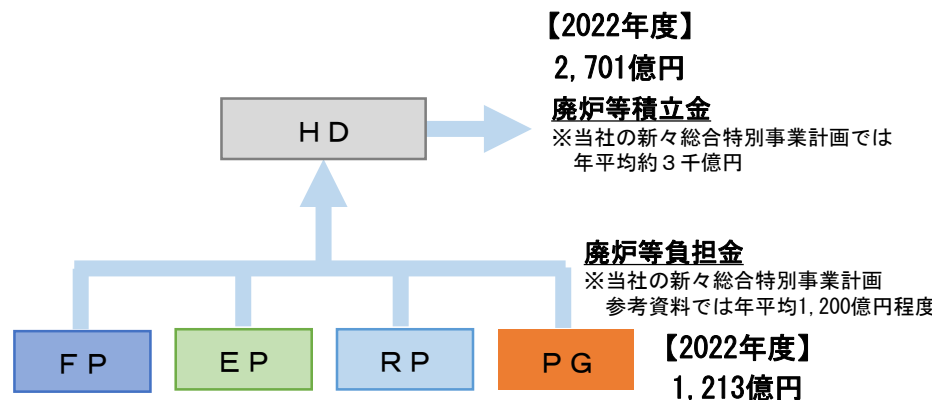 【2022年度】
2,701億円
廃炉等積立金
※当社の新々総合特別事業計画では
年平均約３千億円
ＨＤ
廃炉等負担金
※当社の新々総合特別事業計画
参考資料では年平均1,200億円程度
ＦＰ
ＥＰ
ＲＰ
ＰＧ
【2022年度】
1,213億円